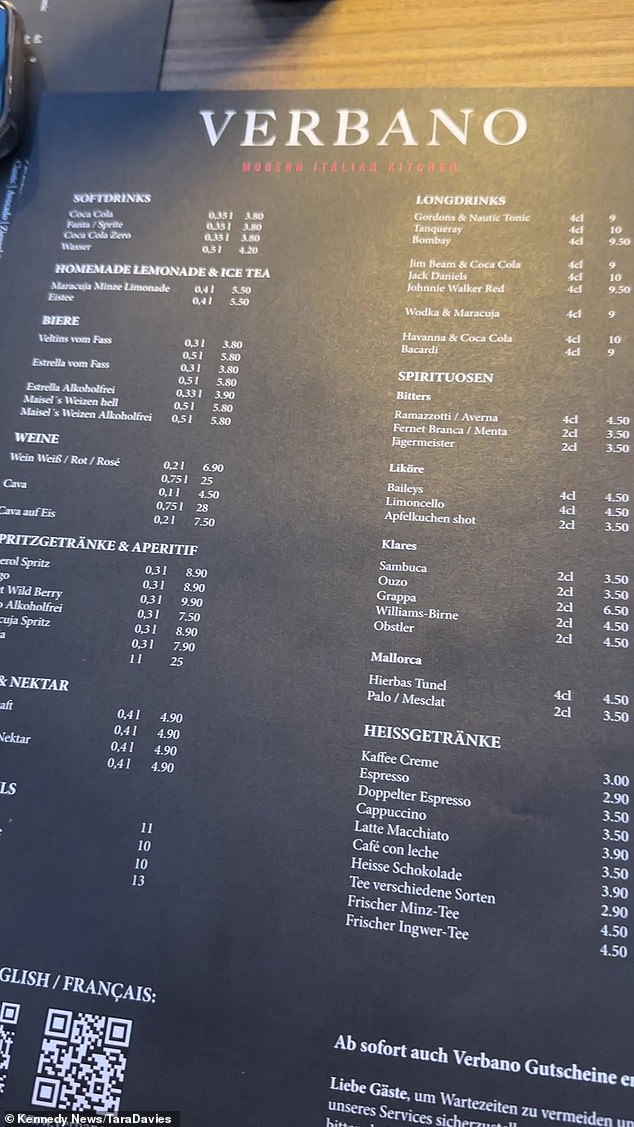 VERBANO
MODERN ITALIAN KITCHEN
SOFTDRINKS
Coca Cola 0,35 l 3.80
Fanta / Sprite 0,35 l 3.80
Coca Cola Zero 0,35 l 3.80
Wasser 0,5 l 4.20
HOMEMADE LEMONADE & ICE TEA
Maracuja Minze Limonade 0,4 l 5.50
Eistee 0,4 l 5.50
BIERE
Veltins vom Fass 0,3 l 3.80
0,5 l 5.80
Estrella vom Fass 0,3 l 3.80
0,5 l 5.80
Estrella Alkoholfrei 0,33 l 3.90
Maisel´s Weizen hell 0,5 l 5.80
Maisel´s Weizen Alkoholfrei 0,5 l 5.80
WEINE
Wein Weiß / Rot / Rosé 0,2 l 6.90
0,75 l 25
Cava 0,1 l 4.50
0,75 l 28
Cava auf Eis 0,2 l 7.50
PRITZGETRÄNKE & APERITIF
erol Spritz 0,3 l 8.90
go 0,3 l 8.90
t Wild Berry 0,3 l 9.90
o Alkoholfrei 0,3 l 7.50
cuja Spritz 0,3 l 8.90
a 0,3 l 7.90
1 l 25
& NEKTAR
aft 0,4 l 4.90
0,4 l 4.90
Nektar 0,4 l 4.90
0,4 l 4.90
LS
11
10
10
13
GLISH / FRANÇAIS:
LONGDRINKS
Gordons & Nautic Tonic 4cl 9
Tanqueray 4cl 10
Bombay 4cl 9.50
Jim Beam & Coca Cola 4cl 9
Jack Daniels 4cl 10
Johnnie Walker Red 4cl 9.50
Wodka & Maracuja 4cl 9
Havanna & Coca Cola 4cl 10
Bacardi 4cl 9
SPIRITUOSEN
Bitters
Ramazzotti / Averna 4cl 4.50
Fernet Branca / Menta 2cl 3.50
Jägermeister 2cl 3.50
Liköre
Baileys 4cl 4.50
Limoncello 4cl 4.50
Apfelkuchen shot 2cl 3.50
Klares
Sambuca 2cl 3.50
Ouzo 2cl 3.50
Grappa 2cl 6.50
Williams-Birne 2cl 4.50
Obstler 2cl 4.50
Mallorca
Hierbas Tunel 4cl 4.50
Palo / Mesclat 2cl 3.50
HEISSGETRÄNKE
Kaffee Creme 3.00
Espresso 2.90
Doppelter Espresso 3.50
Cappuccino 3.50
Latte Macchiato 3.90
Café con leche 3.50
Heisse Schokolade 3.90
Tee verschiedene Sorten 2.90
Frischer Minz-Tee 4.50
Frischer Ingwer-Tee 4.50
Ab sofort auch Verbano Gutscheine er
Liebe Gäste, um Wartezeiten zu vermeiden un
unseres Services sicherzustell
© Kennedy News/TaraDavies